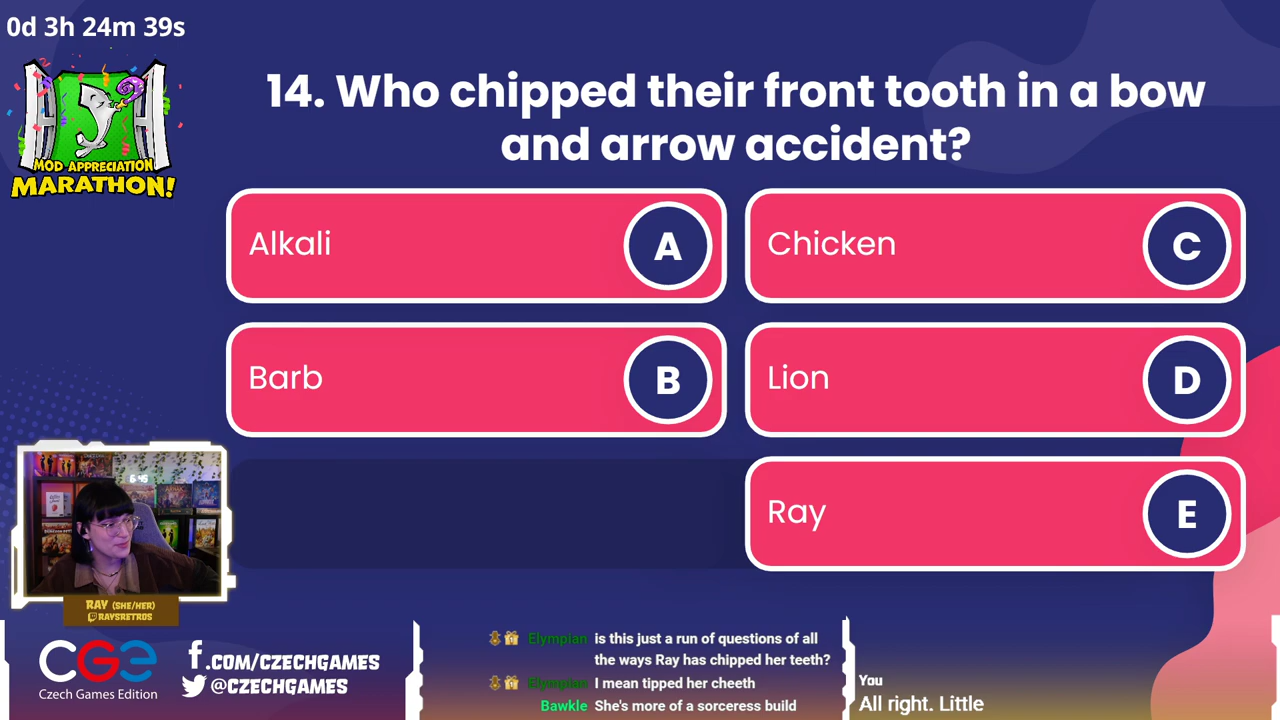 0d 3h 24m 39s
MOD APPRECIATION
MARATHON!
14. Who chipped their front tooth in a bow
and arrow accident?
Alkali
A
Chicken
C
Barb
B
Lion
D
Ray
E
6:45
RAY (SHE/HER)
RAYSRETROS
CGE
Czech Games Edition
f.COM/CZECHGAMES
@CZECHGAMES
Elympian is this just a run of questions of all
the ways Ray has chipped her teeth?
Elympian I mean tipped her cheeth
Bawkle She's more of a sorceress build
You
All right. Little